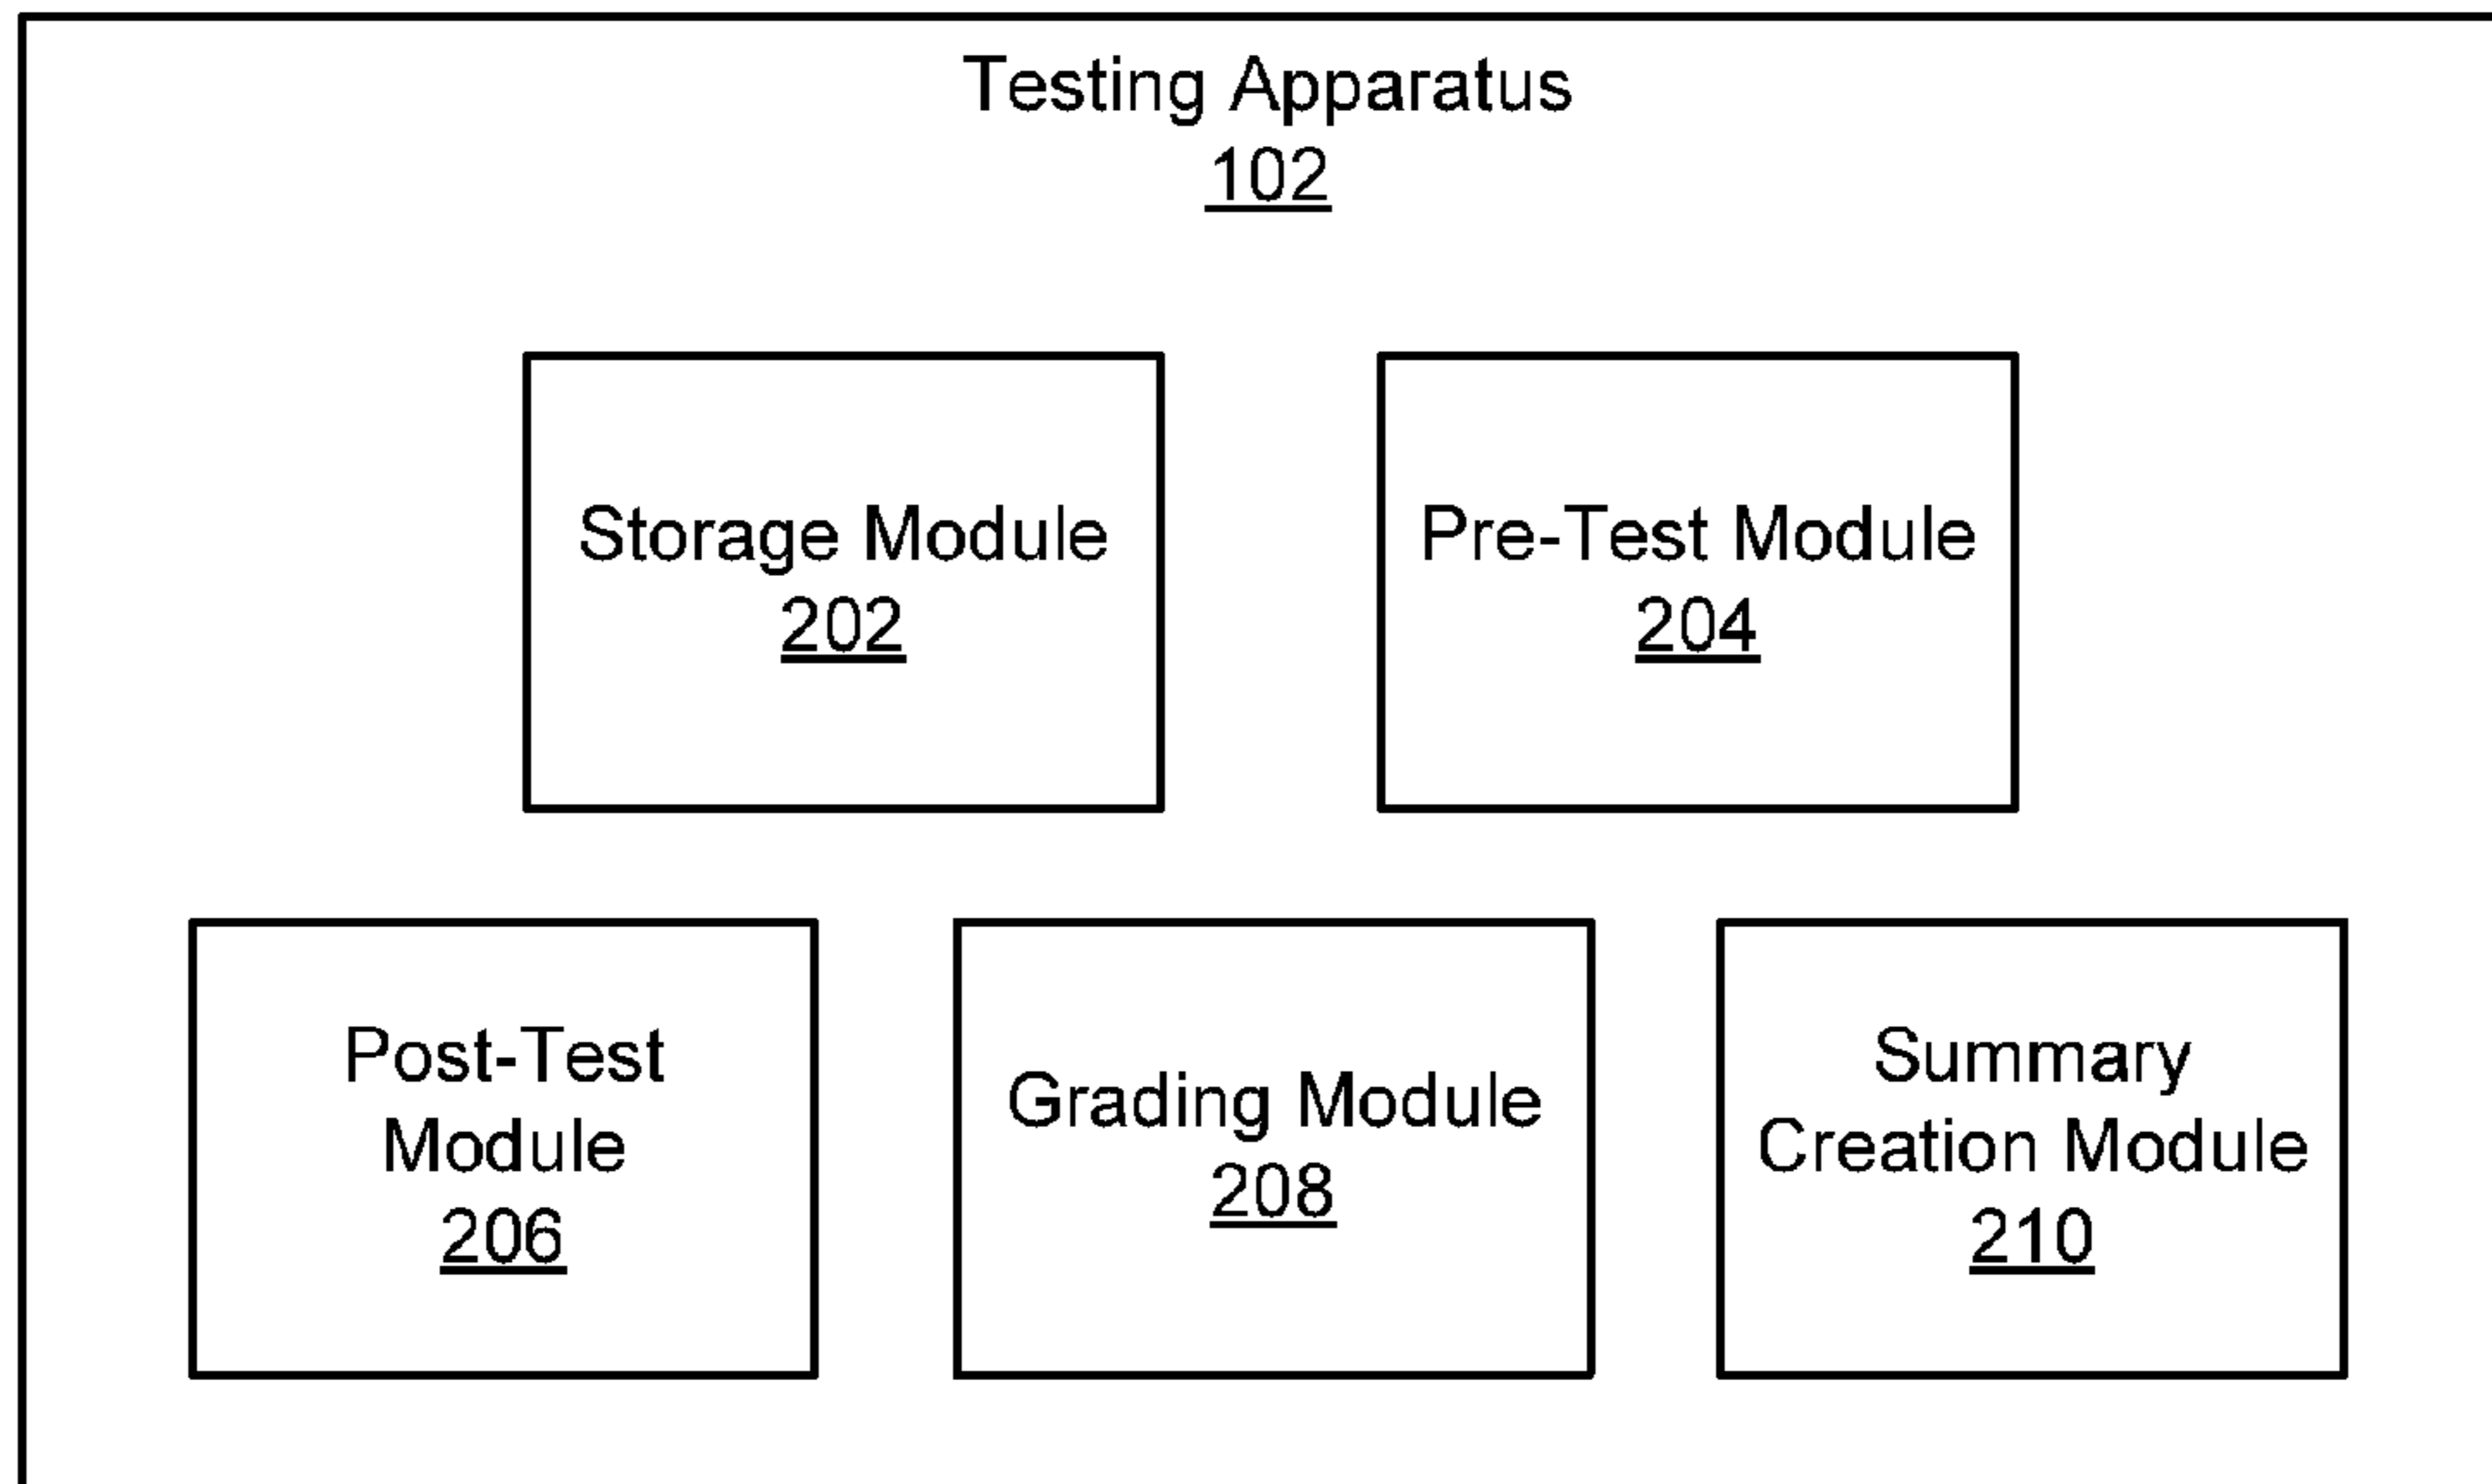 Testing Apparatus
102
Storage Module
202
Pre-Test Module
204
Post-Test
Module
206
Grading Module
208
Summary
Creation Module
210